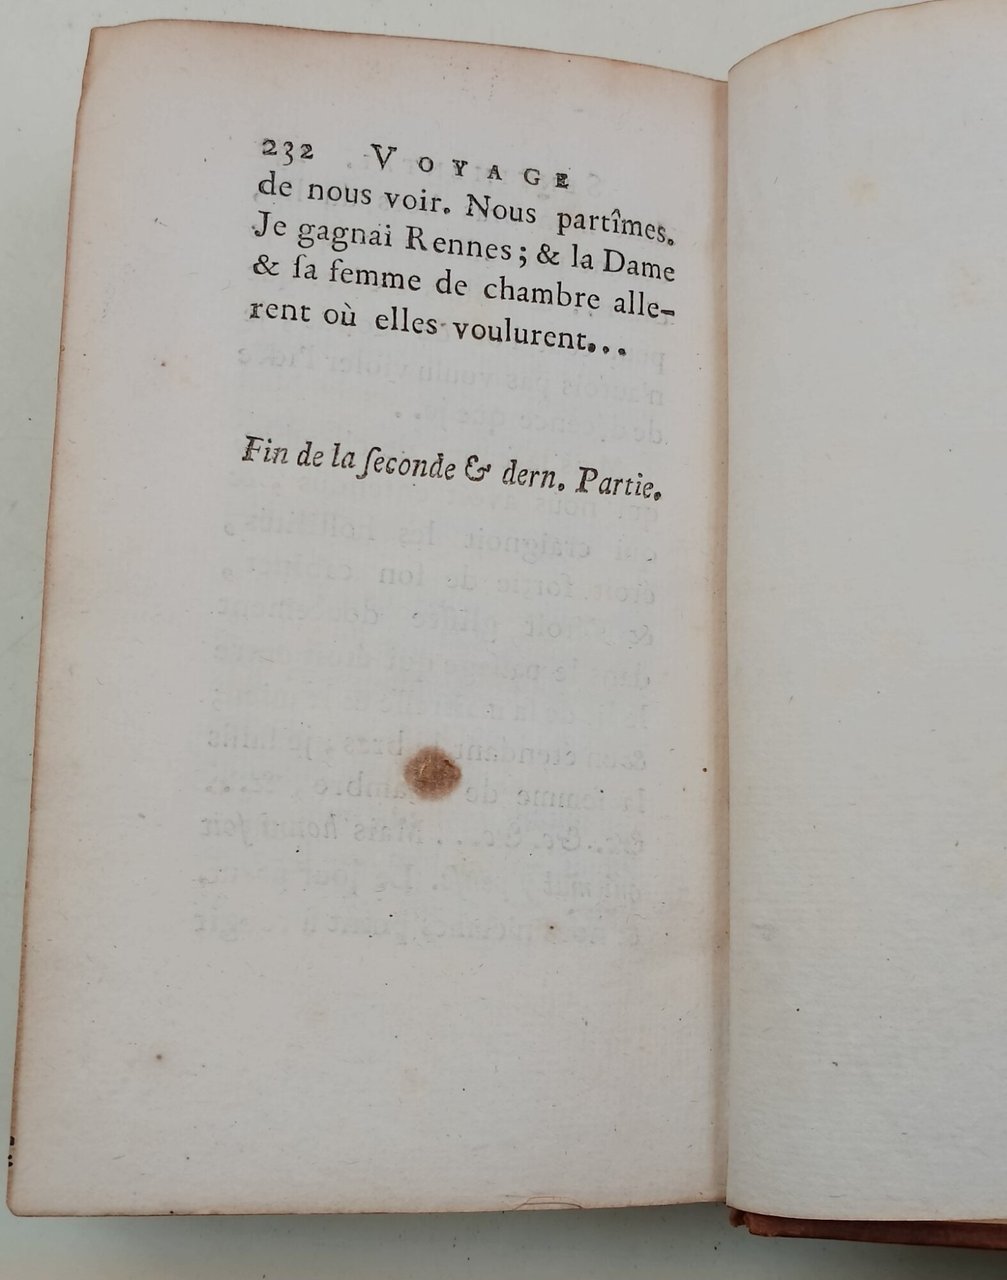 232 VOYAGE
de nous voir. Nous partîmes.
Je gagnai Rennes ; & la Dame
& ſa femme de chambre alle-
rent où elles voulurent...
Fin de la ſeconde & dern. Partie.